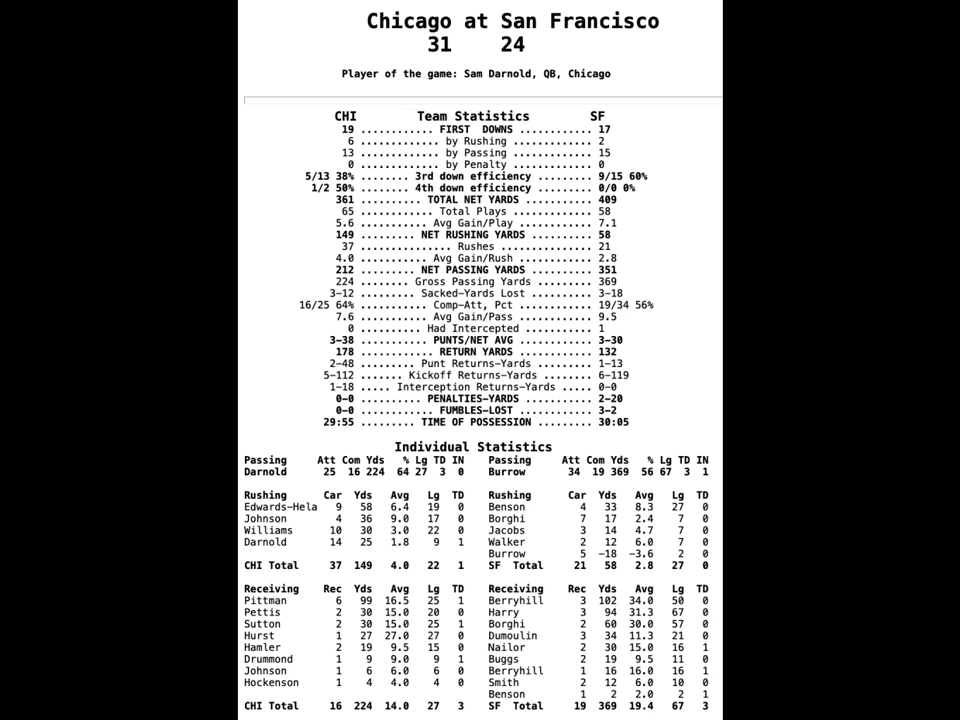 Chicago at San Francisco
31 24
Player of the game: Sam Darnold, QB, Chicago
CHI Team Statistics SF
19 ............ FIRST DOWNS ............ 17
6 ............. by Rushing ............. 2
13 ............. by Passing ............. 15
0 ............. by Penalty ............. 0
5/13 38% ........ 3rd down efficiency ......... 9/15 60%
1/2 50% ........ 4th down efficiency ......... 0/0 0%
361 .......... TOTAL NET YARDS .......... 409
65 ............ Total Plays ............ 58
5.6 ........... Avg Gain/Play ........... 7.1
149 ......... NET RUSHING YARDS ......... 58
37 ............... Rushes .............. 21
4.0 ........... Avg Gain/Rush ........... 2.8
212 ......... NET PASSING YARDS ......... 351
224 ........ Gross Passing Yards ........ 369
3-12 ......... Sacked-Yards Lost ........ 3-18
16/25 64% .......... Comp-Att, Pct .......... 19/34 56%
7.6 ........... Avg Gain/Pass ........... 9.5
0 ........... Had Intercepted .......... 1
3-38 ........... PUNTS/NET AVG ........... 3-30
178 ............ RETURN YARDS ........... 132
2-48 ......... Punt Returns-Yards ....... 1-13
5-112 ....... Kickoff Returns-Yards ........ 6-119
1-18 ..... Interception Returns-Yards ..... 0-0
0-0 .......... PENALTIES-YARDS .......... 2-20
0-0 ............ FUMBLES-LOST ........... 3-2
29:55 ......... TIME OF POSSESSION ......... 30:05
Individual Statistics
Passing Att Com Yds % Lg TD IN Passing Att Com Yds % Lg TD IN
Darnold 25 16 224 64 27 3 0 Burrow 34 19 369 56 67 3 1
Rushing Car Yds Avg Lg TD Rushing Car Yds Avg Lg TD
Edwards-Hela 9 58 6.4 19 0 Benson 4 33 8.3 27 0
Johnson 4 36 9.0 17 0 Borghi 7 17 2.4 7 0
Williams 10 30 3.0 22 0 Jacobs 3 14 4.7 7 0
Darnold 14 25 1.8 9 1 Walker 2 12 6.0 7 0
Burrow 5 -18 -3.6 2 0
CHI Total 37 149 4.0 22 1 SF Total 21 58 2.8 27 0
Receiving Rec Yds Avg Lg TD Receiving Rec Yds Avg Lg TD
Pittman 6 99 16.5 25 1 Berryhill 3 102 34.0 50 0
Pettis 2 30 15.0 20 0 Harry 3 94 31.3 67 0
Sutton 2 30 15.0 25 1 Borghi 2 60 30.0 57 0
Hurst 1 27 27.0 27 0 Dumoulin 3 34 11.3 21 0
Hamler 2 19 9.5 15 0 Nailor 2 30 15.0 16 1
Drummond 1 9 9.0 9 1 Buggs 2 19 9.5 11 0
Johnson 1 6 6.0 6 0 Berryhill 1 16 16.0 16 1
Hockenson 1 4 4.0 4 0 Smith 2 12 6.0 10 0
Benson 1 2 2.0 2 1
CHI Total 16 224 14.0 27 3 SF Total 19 369 19.4 67 3